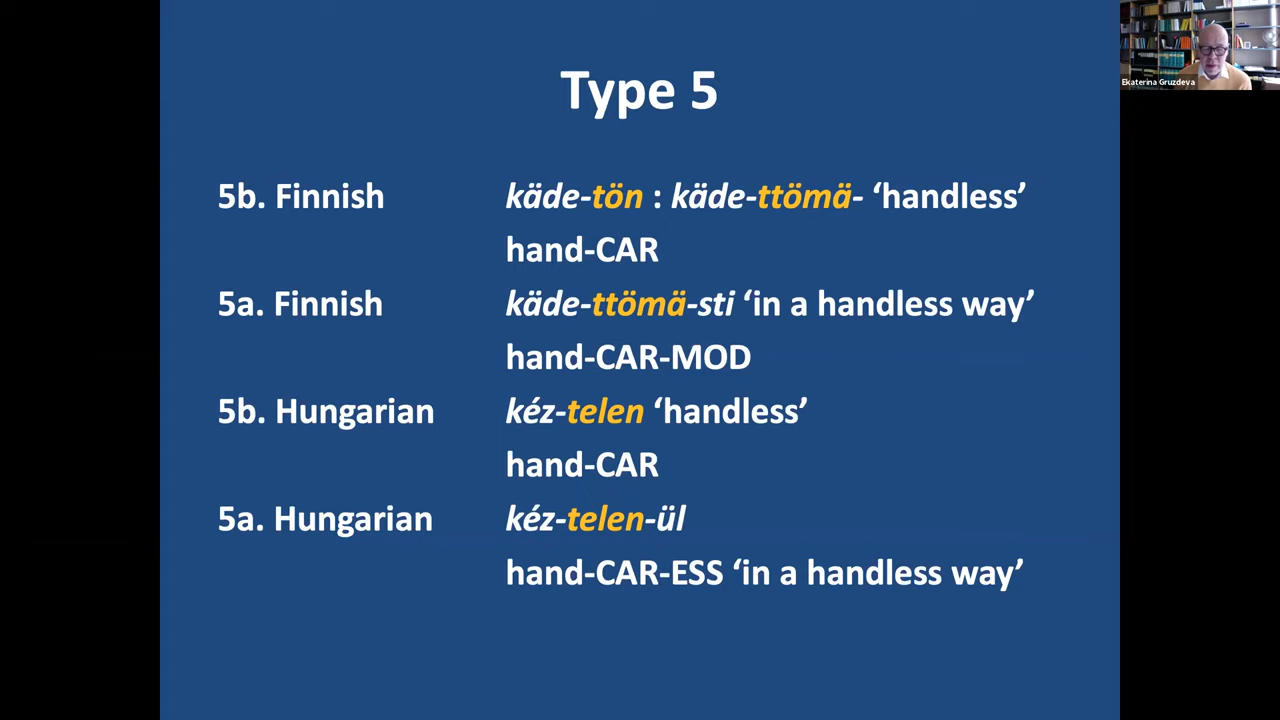 Type 5
5b. Finnish käde-tön : käde-ttömä- ‘handless’
hand-CAR
5a. Finnish käde-ttömä-sti ‘in a handless way’
hand-CAR-MOD
5b. Hungarian kéz-telen ‘handless’
hand-CAR
5a. Hungarian kéz-telen-ül
hand-CAR-ESS ‘in a handless way’
Ekaterina Gruzdeva